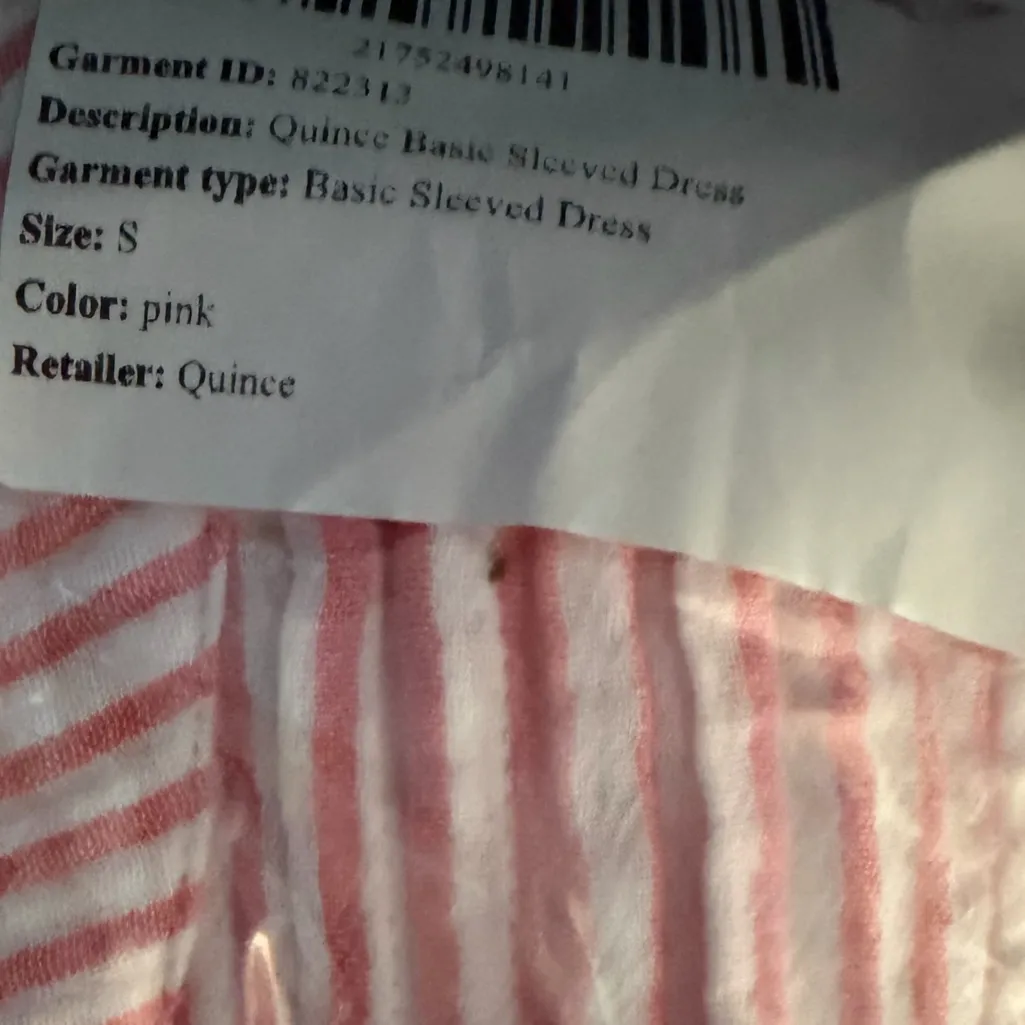 21752498141
Garment ID: 822313
Description: Quince Basic Sleeved Dress
Garment type: Basic Sleeved Dress
Size: S
Color: pink
Retailer: Quince